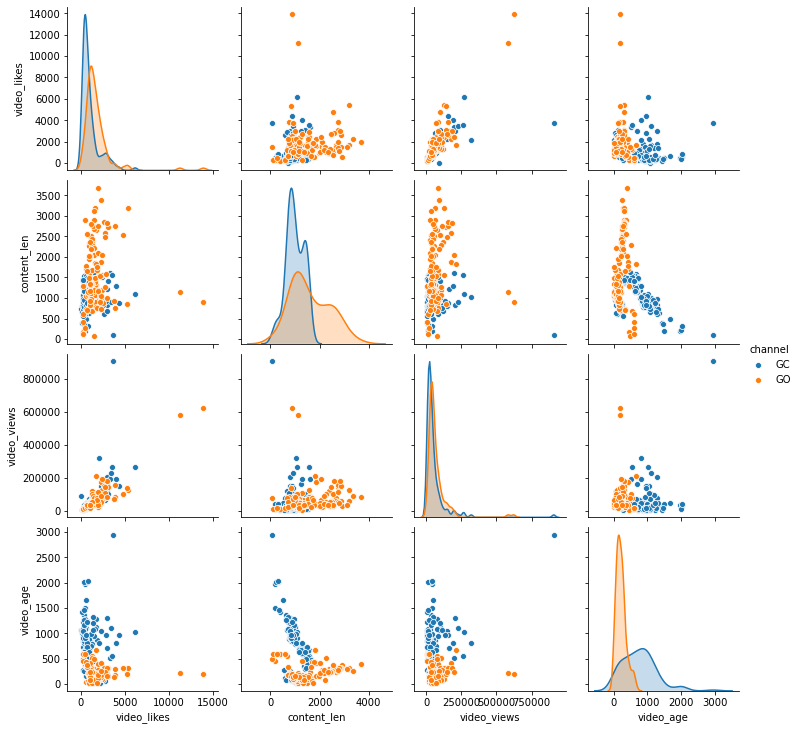 14000
12000
10000
8000
6000
4000
2000
0
video_likes
3500
3000
2500
2000
1500
1000
500
0
content_len
channel
GC
GO
800000
600000
400000
200000
0
video_views
3000
2500
2000
1500
1000
500
0
video_age
0 5000 10000 15000
0 2000 4000
0 250000 500000 750000
0 1000 2000 3000
video_likes content_len video_views video_age